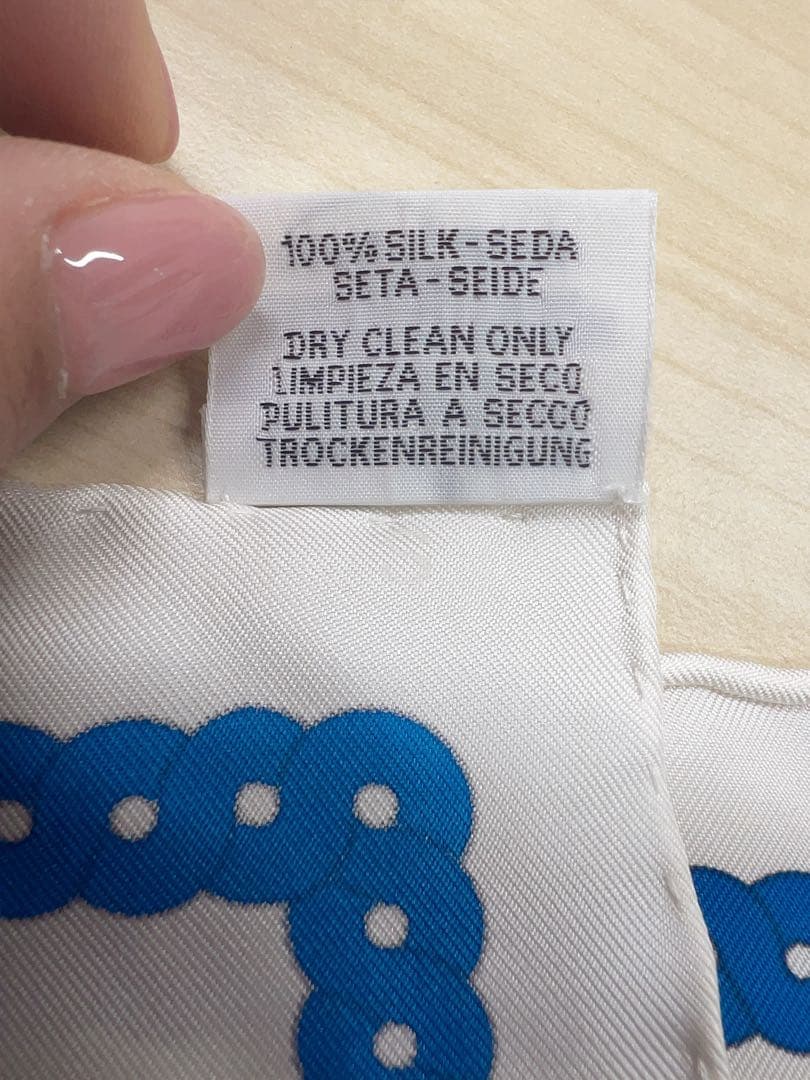 100% SILK - SEDA
SETA - SEIDE
DRY CLEAN ONLY
LIMPIEZA EN SECO
PULITURA A SECCO
TROCKENREINIGUNG